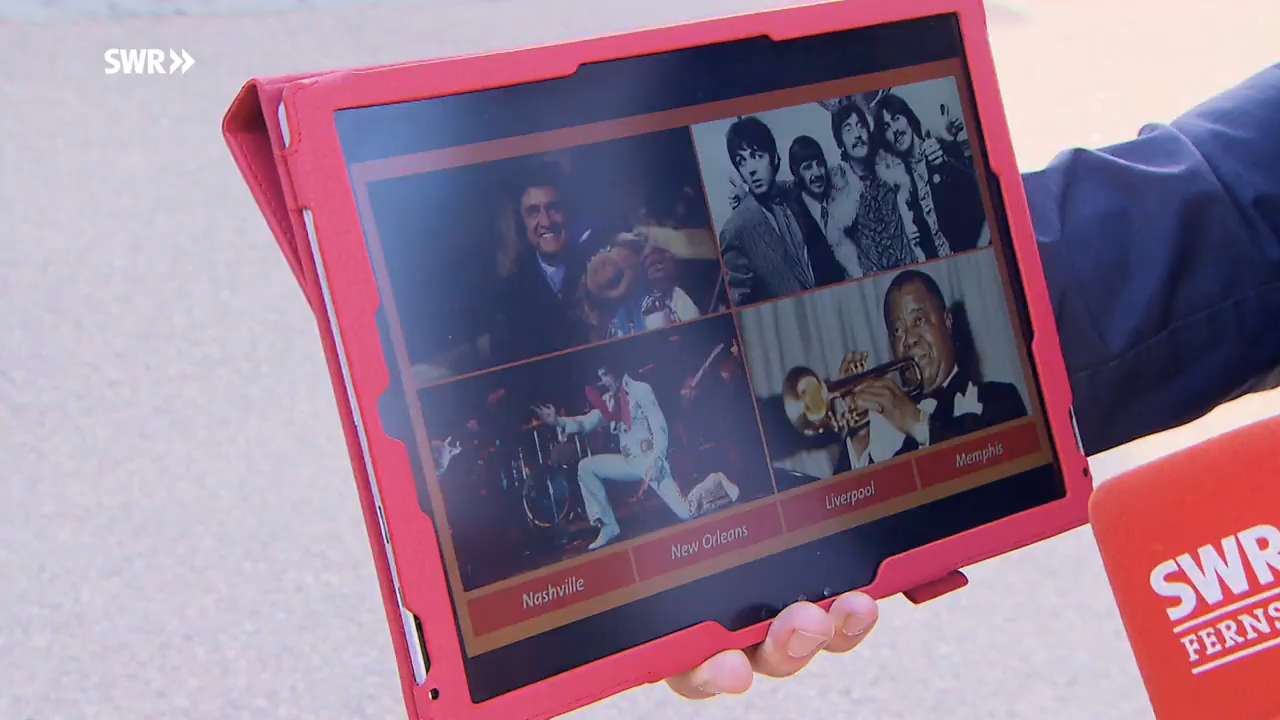 SWR»
Nashville
New Orleans
Liverpool
Memphis
SWR
FERNS